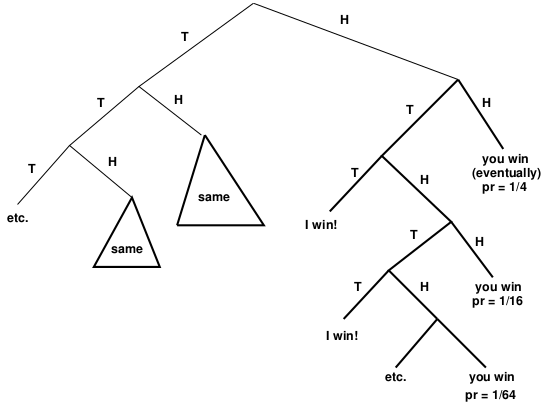 T
H
T
H
T
H
T
H
T
H
etc.
same
same
I win!
you win
(eventually)
pr = 1/4
T
H
T
H
I win!
you win
pr = 1/16
etc.
you win
pr = 1/64